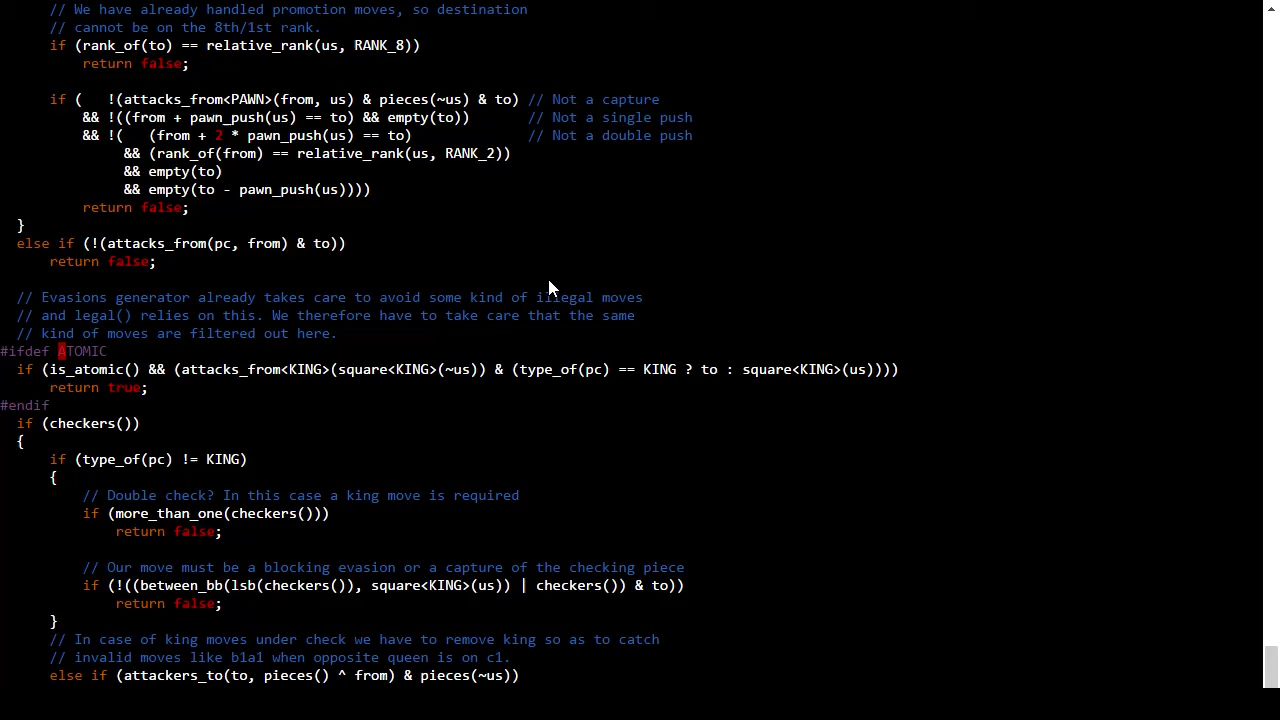 // We have already handled promotion moves, so destination
// cannot be on the 8th/1st rank.
if (rank_of(to) == relative_rank(us, RANK_8))
return false;
if (   !(attacks_from<PAWN>(from, us) & pieces(~us) & to) // Not a capture
&& !((from + pawn_push(us) == to) && empty(to))       // Not a single push
&& !(   (from + 2 * pawn_push(us) == to)              // Not a double push
&& (rank_of(from) == relative_rank(us, RANK_2))
&& empty(to)
&& empty(to - pawn_push(us))))
return false;
}
else if (!(attacks_from(pc, from) & to))
return false;
// Evasions generator already takes care to avoid some kind of illegal moves
// and legal() relies on this. We therefore have to take care that the same
// kind of moves are filtered out here.
#ifdef ATOMIC
if (is_atomic() && (attacks_from<KING>(square<KING>(~us)) & (type_of(pc) == KING ? to : square<KING>(us))))
return true;
#endif
if (checkers())
{
if (type_of(pc) != KING)
{
// Double check? In this case a king move is required
if (more_than_one(checkers()))
return false;
// Our move must be a blocking evasion or a capture of the checking piece
if (!((between_bb(lsb(checkers()), square<KING>(us)) | checkers()) & to))
return false;
}
// In case of king moves under check we have to remove king so as to catch
// invalid moves like b1a1 when opposite queen is on c1.
else if (attackers_to(to, pieces() ^ from) & pieces(~us))